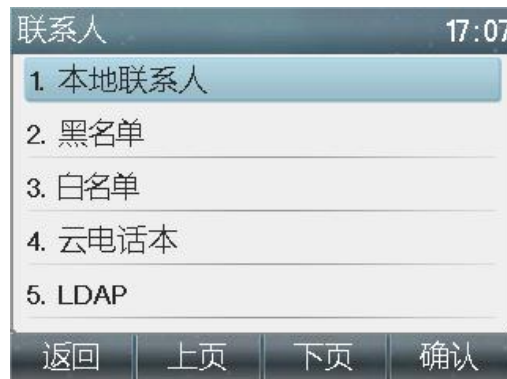 联系人 17:07
1. 本地联系人
2. 黑名单
3. 白名单
4. 云电话本
5. LDAP
返回 上页 下页 确认